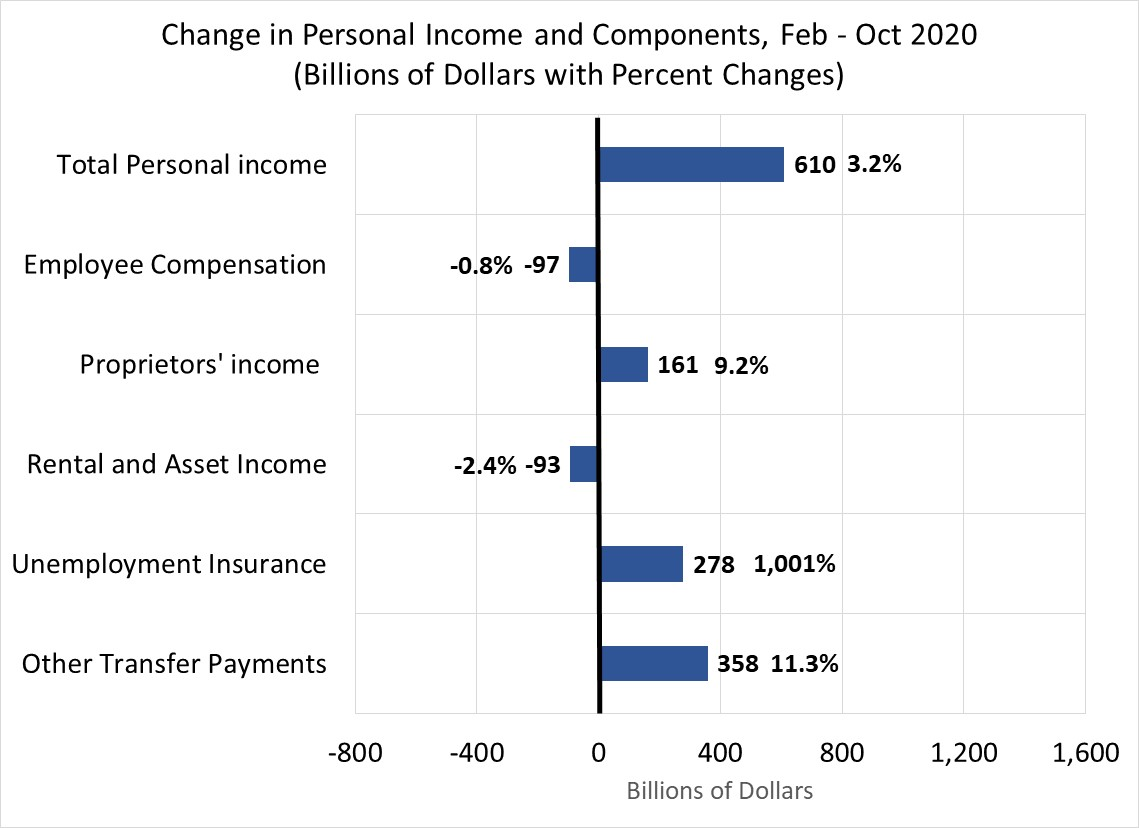 Change in Personal Income and Components, Feb - Oct 2020
(Billions of Dollars with Percent Changes)
Total Personal income 610 3.2%
Employee Compensation -0.8% -97
Proprietors' income 161 9.2%
Rental and Asset Income -2.4% -93
Unemployment Insurance 278 1,001%
Other Transfer Payments 358 11.3%
-800 -400 0 400 800 1,200 1,600
Billions of Dollars